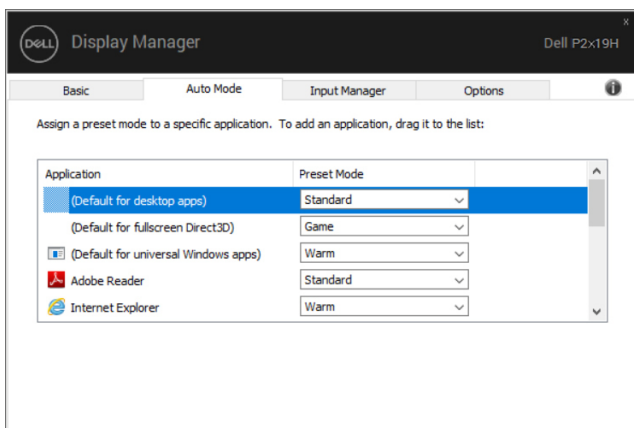 DELL Display Manager Dell P2x19H
Basic Auto Mode Input Manager Options
Assign a preset mode to a specific application. To add an application, drag it to the list:
Application Preset Mode
(Default for desktop apps) Standard
(Default for fullscreen Direct3D) Game
(Default for universal Windows apps) Warm
Adobe Reader Standard
Internet Explorer Warm